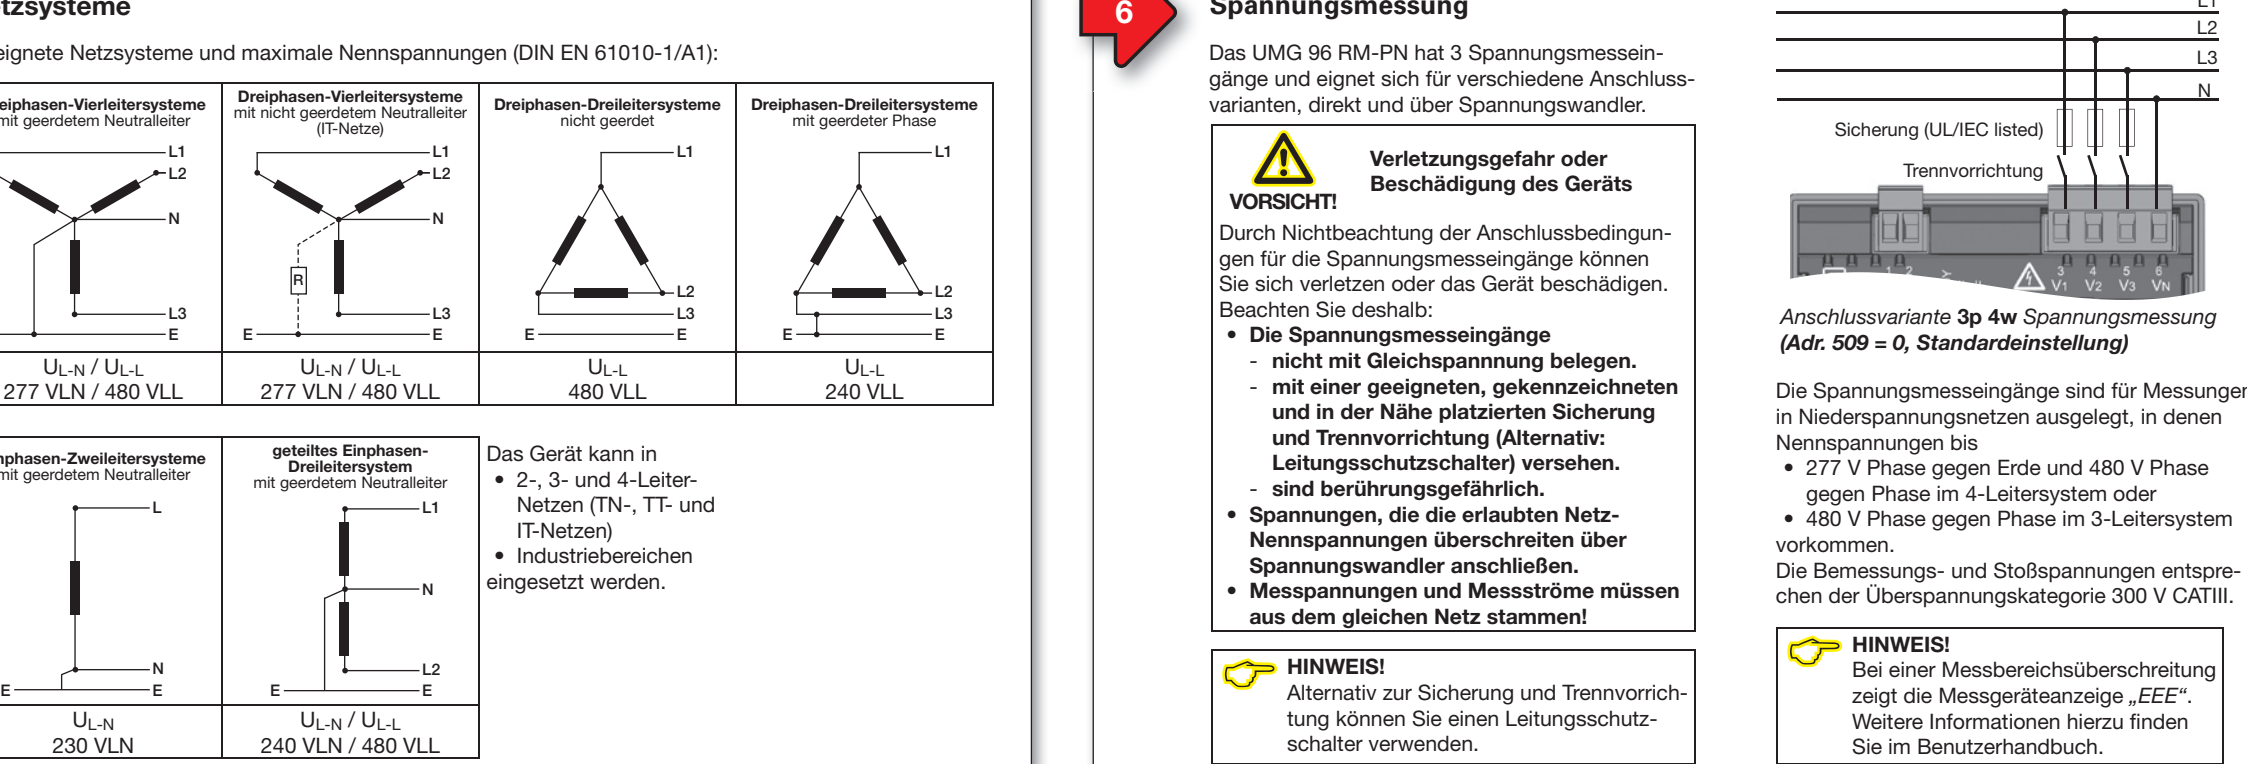 etzsysteme
eignete Netzsysteme und maximale Nennspannungen (DIN EN 61010-1/A1):
eiphasen-Vierleitersysteme
mit geerdetem Neutralleiter
L1
L2
N
L3
E
UL-N / UL-L
277 VLN / 480 VLL
Dreiphasen-Vierleitersysteme
mit nicht geerdetem Neutralleiter
(IT-Netze)
L1
L2
N
R
L3
E
E
UL-N / UL-L
277 VLN / 480 VLL
Dreiphasen-Dreileitersysteme
nicht geerdet
L1
L2
L3
E
E
UL-L
480 VLL
Dreiphasen-Dreileitersysteme
mit geerdeter Phase
L1
L2
L3
E
E
UL-L
240 VLL
nphasen-Zweileitersysteme
mit geerdetem Neutralleiter
L
N
E
E
UL-N
230 VLN
geteiltes Einphasen-
Dreileitersystem
mit geerdetem Neutralleiter
L1
N
L2
E
E
UL-N / UL-L
240 VLN / 480 VLL
Das Gerät kann in
• 2-, 3- und 4-Leiter-
Netzen (TN-, TT- und
IT-Netzen)
• Industriebereichen
eingesetzt werden.
6
Spannungsmessung
Das UMG 96 RM-PN hat 3 Spannungsmessein-
gänge und eignet sich für verschiedene Anschluss-
varianten, direkt und über Spannungswandler.
VORSICHT!
Verletzungsgefahr oder
Beschädigung des Geräts
Durch Nichtbeachtung der Anschlussbedingun-
gen für die Spannungsmesseingänge können
Sie sich verletzen oder das Gerät beschädigen.
Beachten Sie deshalb:
• Die Spannungsmesseingänge
- nicht mit Gleichspannnung belegen.
- mit einer geeigneten, gekennzeichneten
und in der Nähe platzierten Sicherung
und Trennvorrichtung (Alternativ:
Leitungsschutzschalter) versehen.
- sind berührungsgefährlich.
• Spannungen, die die erlaubten Netz-
Nennspannungen überschreiten über
Spannungswandler anschließen.
• Messpannungen und Messströme müssen
aus dem gleichen Netz stammen!
HINWEIS!
Alternativ zur Sicherung und Trennvorrich-
tung können Sie einen Leitungsschutz-
schalter verwenden.
L1
L2
L3
N
Sicherung (UL/IEC listed)
Trennvorrichtung
1 2
3 4 5 6
V1 V2 V3 VN
Anschlussvariante 3p 4w Spannungsmessung
(Adr. 509 = 0, Standardeinstellung)
Die Spannungsmesseingänge sind für Messungen
in Niederspannungsnetzen ausgelegt, in denen
Nennspannungen bis
• 277 V Phase gegen Erde und 480 V Phase
gegen Phase im 4-Leitersystem oder
• 480 V Phase gegen Phase im 3-Leitersystem
vorkommen.
Die Bemessungs- und Stoßspannungen entspre-
chen der Überspannungskategorie 300 V CATIII.
HINWEIS!
Bei einer Messbereichsüberschreitung
zeigt die Messgeräteanzeige „EEE“.
Weitere Informationen hierzu finden
Sie im Benutzerhandbuch.